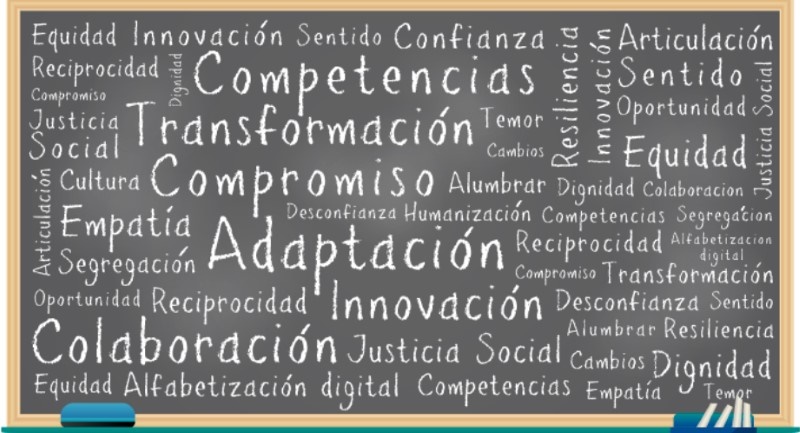 Equidad Innovación Sentido Confianza
Resiliencia
Innovación
Articulación
Reciprocidad
Dignidad
Competencias
Sentido
Justicia Social
Compromiso
Oportunidad
Justicia
Social
Transformación
Temor
Cambios
Equidad
Articulación
Cultura
Compromiso
Alumbrar
Dignidad
Colaboracion
Empatía
Desconfianza
Humanización
Competencias
Segregation
Adaptación
Reciprocidad
Alfabetizacion
digital
Segregación
Compromiso
Transformación
Oportunidad
Reciprocidad
Innovación
Desconfianza
Sentido
Alumbrar
Resiliencia
Colaboración
Justicia Social
Cambios
Dignidad
Equidad
Alfabetización digital
Competencias
Empatía
Temor